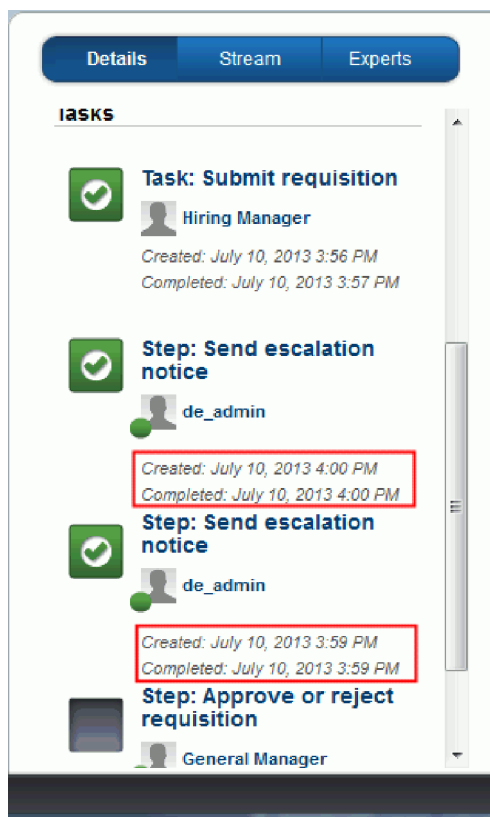 Details Stream Experts
Tasks
Task: Submit requisition
Hiring Manager
Created: July 10, 2013 3:56 PM
Completed: July 10, 2013 3:57 PM
Step: Send escalation
notice
de_admin
Created: July 10, 2013 4:00 PM
Completed: July 10, 2013 4:00 PM
Step: Send escalation
notice
de_admin
Created: July 10, 2013 3:59 PM
Completed: July 10, 2013 3:59 PM
Step: Approve or reject
requisition
General Manager